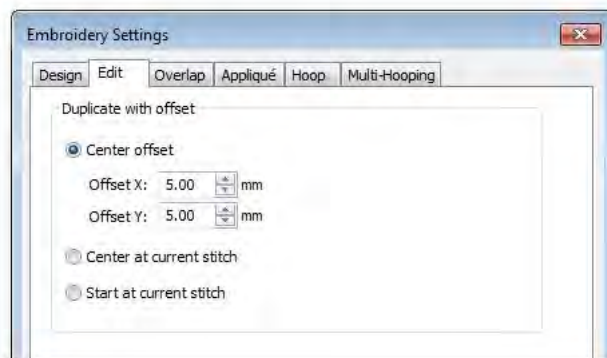 Embroidery Settings
Design Edit Overlap Appliqué Hoop Multi-Hooping
Duplicate with offset
Center offset
Offset X: 5.00 mm
Offset Y: 5.00 mm
Center at current stitch
Start at current stitch